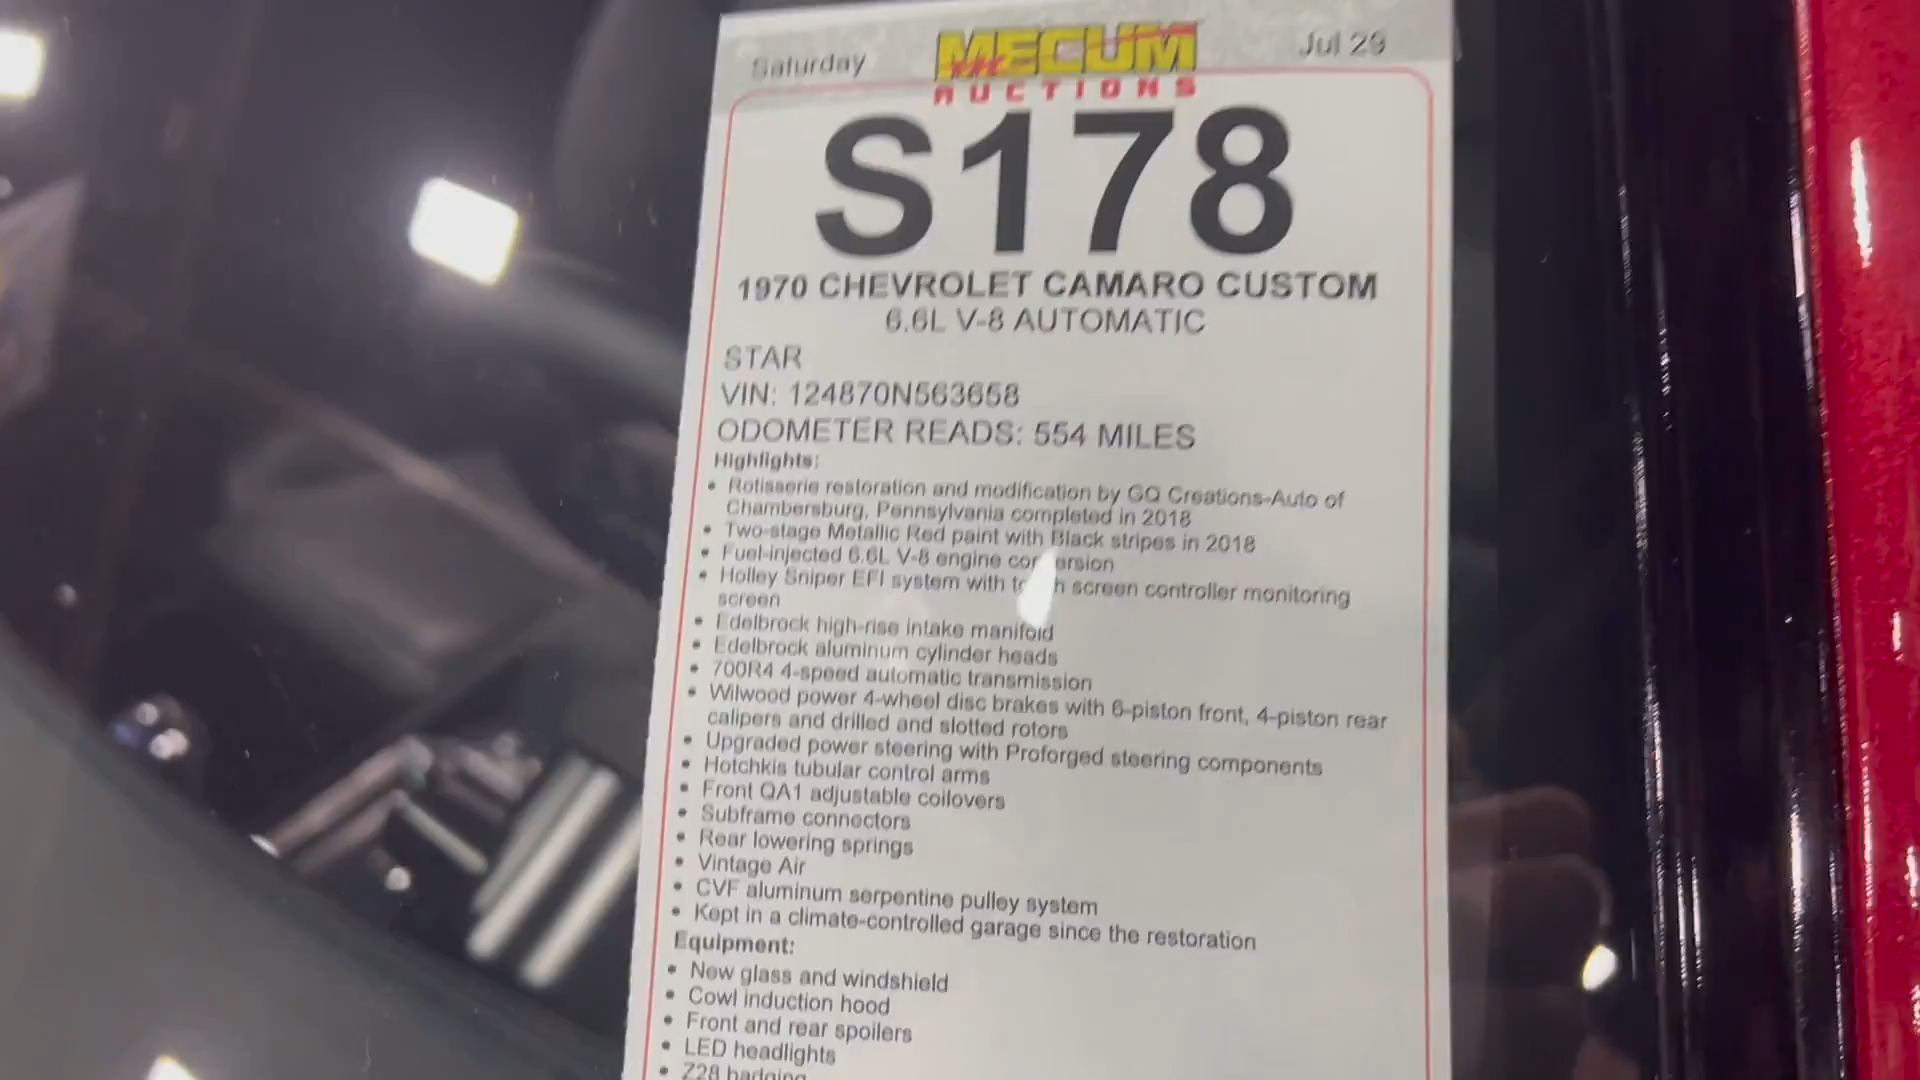 Saturday
MECUM
AUCTIONS
Jul 29
S178
1970 CHEVROLET CAMARO CUSTOM
6.6L V-8 AUTOMATIC
STAR
VIN: 124870N563658
ODOMETER READS: 554 MILES
Highlights:
• Rotisserie restoration and modification by GQ Creations-Auto of
Chambersburg, Pennsylvania completed in 2018
• Two-stage Metallic Red paint with Black stripes in 2018
• Fuel-injected 6.6L V-8 engine conversion
• Holley Sniper EFI system with touch screen controller monitoring
screen
• Edelbrock high-rise intake manifold
• Edelbrock aluminum cylinder heads
• 700R4 4-speed automatic transmission
• Wilwood power 4-wheel disc brakes with 6-piston front, 4-piston rear
calipers and drilled and slotted rotors
• Upgraded power steering with Proforged steering components
• Hotchkis tubular control arms
• Front QA1 adjustable coilovers
• Subframe connectors
• Rear lowering springs
• Vintage Air
• CVF aluminum serpentine pulley system
• Kept in a climate-controlled garage since the restoration
Equipment:
• New glass and windshield
• Cowl induction hood
• Front and rear spoilers
• LED headlights
• Z28 badging